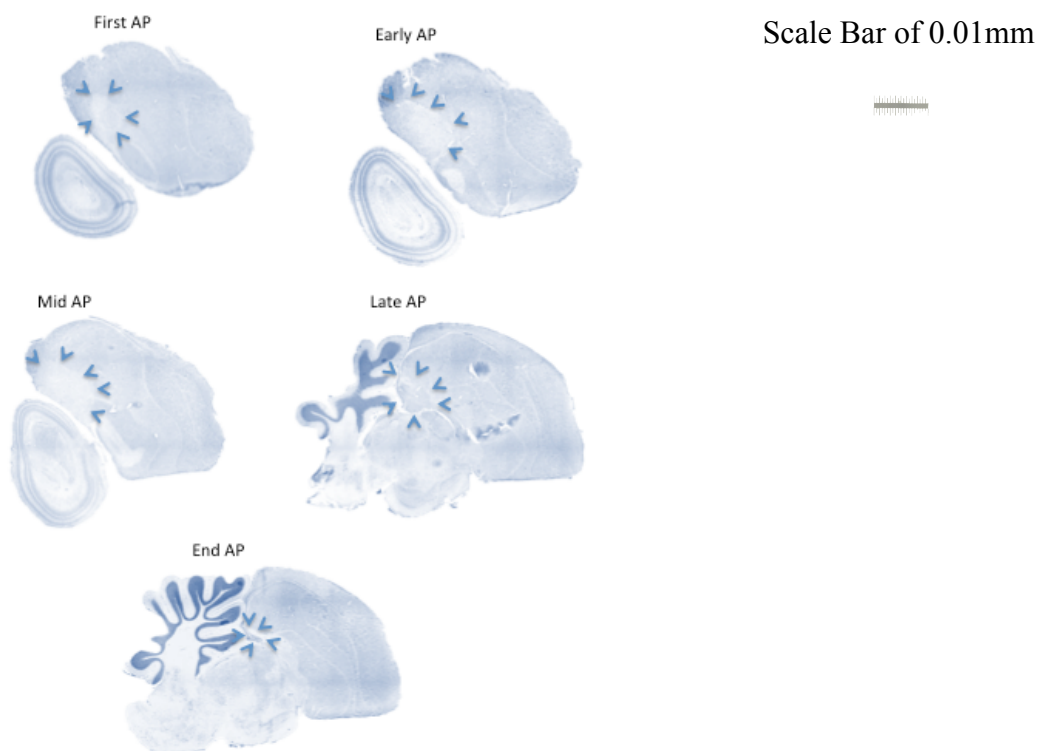 First AP
Early AP
Scale Bar of 0.01mm
Mid AP
Late AP
End AP